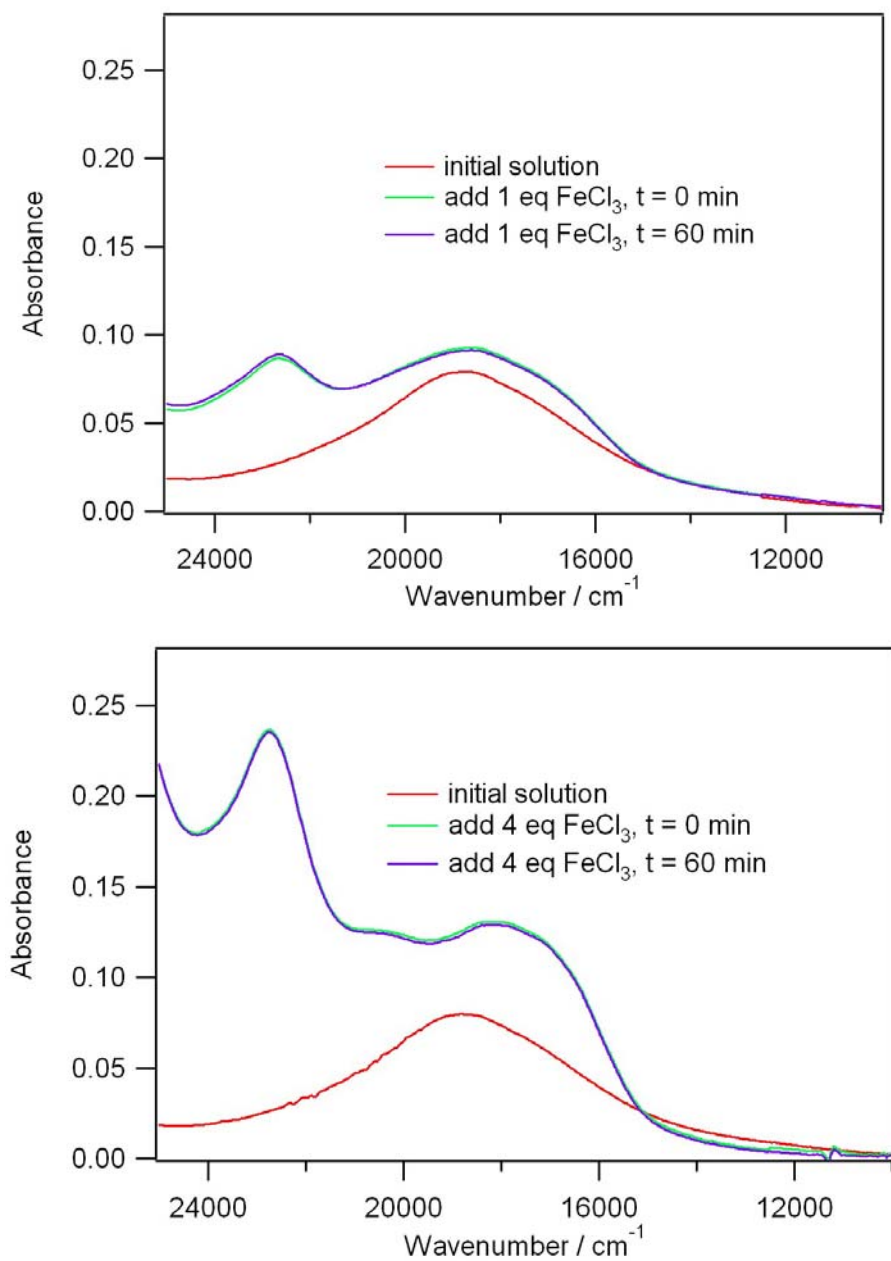 0.25
0.20
0.15
0.10
0.05
0.00
Absorbance
initial solution
add 1 eq FeCl₃, t = 0 min
add 1 eq FeCl₃, t = 60 min
24000 20000 16000 12000
Wavenumber / cm⁻¹
0.25
0.20
0.15
0.10
0.05
0.00
Absorbance
initial solution
add 4 eq FeCl₃, t = 0 min
add 4 eq FeCl₃, t = 60 min
24000 20000 16000 12000
Wavenumber / cm⁻¹